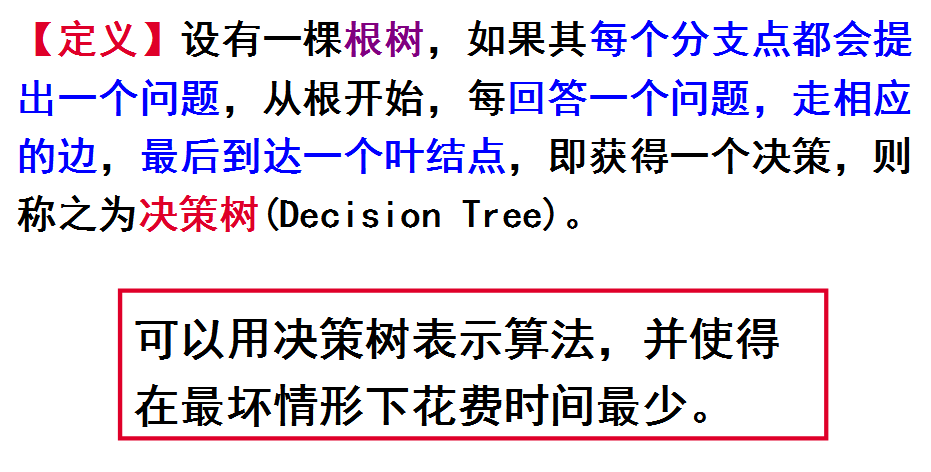 【定义】设有一棵根树，如果其每个分支点都会提
出一个问题，从根开始，每回答一个问题，走相应
的边，最后到达一个叶结点，即获得一个决策，则
称之为决策树(Decision Tree)。
可以用决策树表示算法，并使得
在最坏情形下花费时间最少。